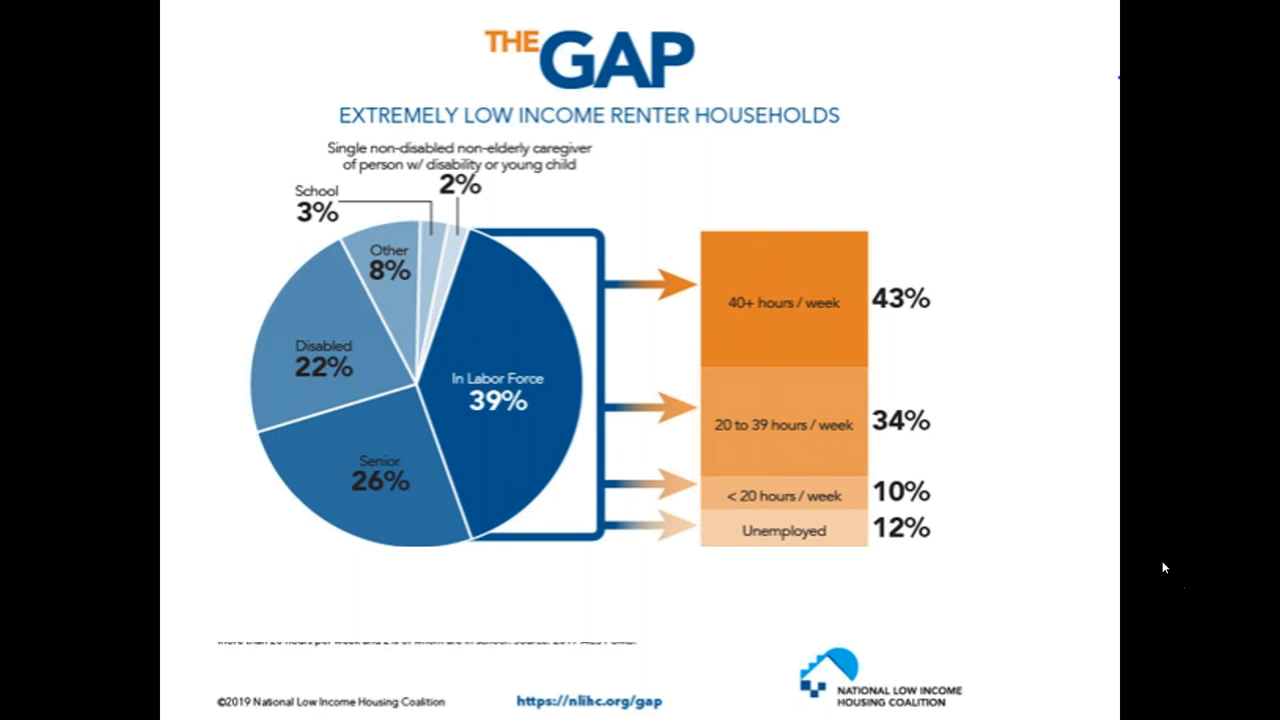 THE GAP
EXTREMELY LOW INCOME RENTER HOUSEHOLDS
Single non-disabled non-elderly caregiver
of person w/ disability or young child
2%
School
3%
Other
8%
Disabled
22%
Senior
26%
In Labor Force
39%
40+ hours / week
43%
20 to 39 hours / week
34%
< 20 hours / week
10%
Unemployed
12%
©2019 National Low Income Housing Coalition
https://nlihc.org/gap
NATIONAL LOW INCOME
HOUSING COALITION